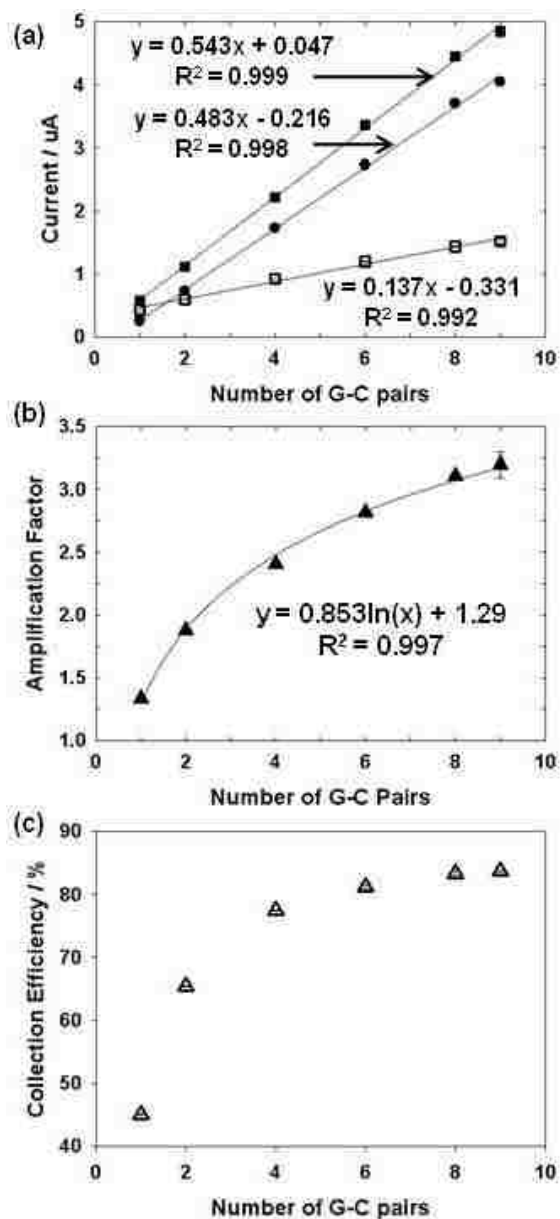 (a)
5
4
3
2
1
0
Current / uA
y = 0.543x + 0.047
R² = 0.999
y = 0.483x - 0.216
R² = 0.998
y = 0.137x - 0.331
R² = 0.992
0 2 4 6 8 10
Number of G-C pairs
(b)
3.5
3.0
2.5
2.0
1.5
1.0
Amplification Factor
y = 0.853ln(x) + 1.29
R² = 0.997
0 2 4 6 8 10
Number of G-C Pairs
(c)
90
80
70
60
50
40
Collection Efficiency / %
0 2 4 6 8 10
Number of G-C pairs